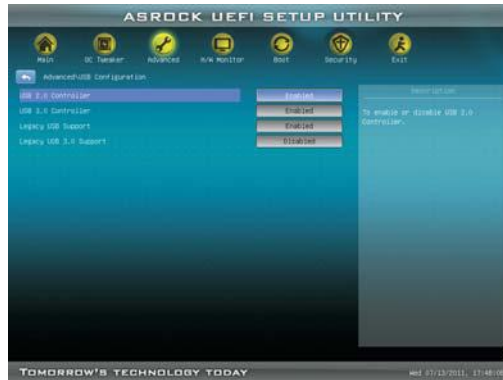 ASROCK UEFI SETUP UTILITY
Main OC Tweaker Advanced H/W Monitor Boot Security Exit
Advanced\USB Configuration
USB 2.0 Controller Enabled
USB 3.0 Controller Enabled
Legacy USB Support Enabled
Legacy USB 3.0 Support Disabled
Description
To enable or disable USB 2.0
Controller.
TOMORROW'S TECHNOLOGY TODAY
Wed 07/13/2011, 17:48:0